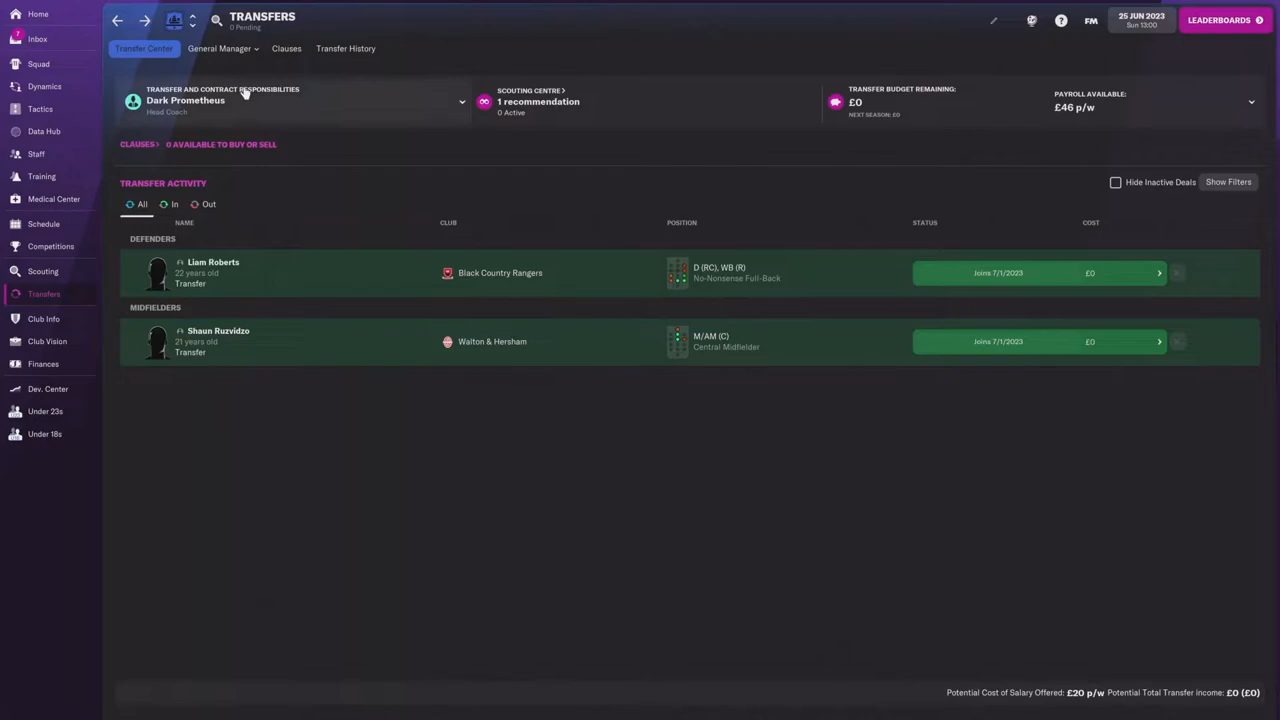 TRANSFERS
0 Pending
25 JUN 2023
Sun 13:00
LEADERBOARDS
FM
Home
7
Inbox
Squad
Dynamics
Tactics
Data Hub
Staff
Training
Medical Center
Schedule
Competitions
Scouting
Transfers
Club Info
Club Vision
Finances
Dev. Center
Under 23s
Under 18s
Transfer Center
General Manager
Clauses
Transfer History
TRANSFER AND CONTRACT RESPONSIBILITIES
Dark Prometheus
Head Coach
SCOUTING CENTRE >
1 recommendation
0 Active
TRANSFER BUDGET REMAINING:
£0
NEXT SEASON: £0
PAYROLL AVAILABLE:
£46 p/w
CLAUSES > 0 AVAILABLE TO BUY OR SELL
TRANSFER ACTIVITY
Hide Inactive Deals
Show Filters
All
In
Out
NAME CLUB POSITION STATUS COST
DEFENDERS
Liam Roberts
22 years old
Transfer
Black Country Rangers
D (RC), WB (R)
No-Nonsense Full-Back
Joins 7/1/2023 £0
MIDFIELDERS
Shaun Ruzvidzo
21 years old
Transfer
Walton & Hersham
M/AM (C)
Central Midfielder
Joins 7/1/2023 £0
Potential Cost of Salary Offered: £20 p/w Potential Total Transfer income: £0 (£0)